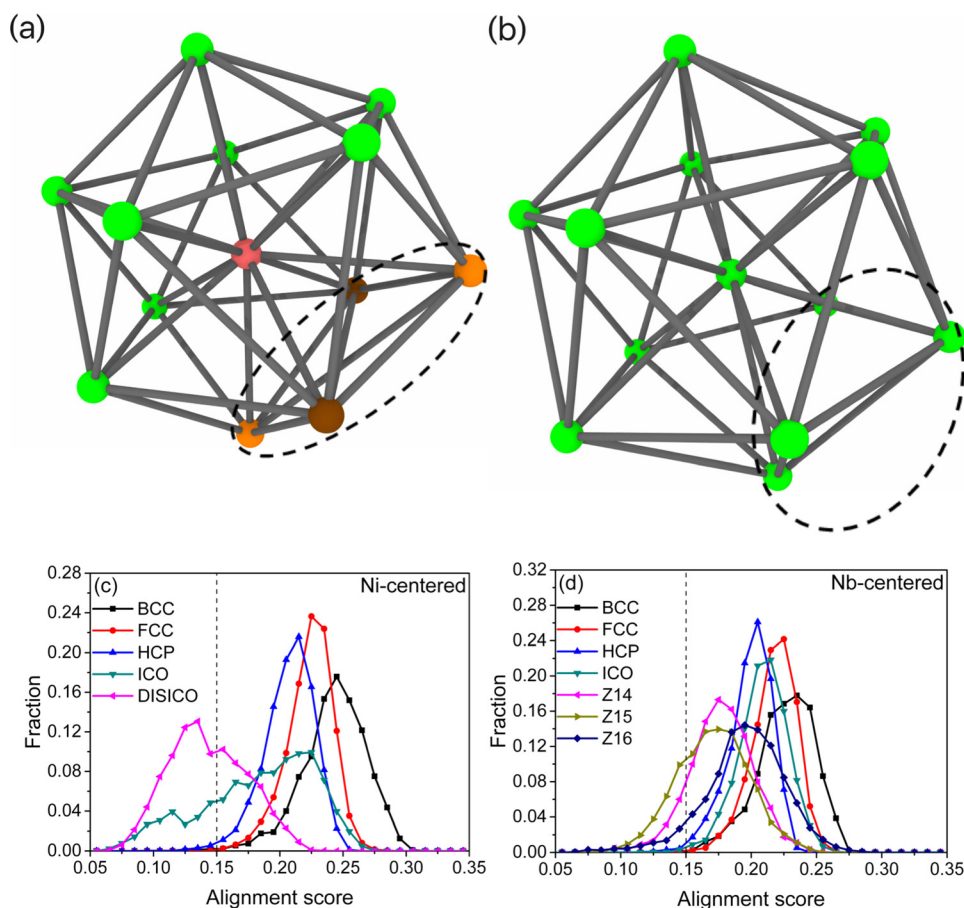 (a)
(b)
(c)
Ni-centered
BCC
FCC
HCP
ICO
DISICO
0.28
0.24
0.20
0.16
0.12
0.08
0.04
0.00
Fraction
0.05
0.10
0.15
0.20
0.25
0.30
0.35
Alignment score
(d)
Nb-centered
BCC
FCC
HCP
ICO
Z14
Z15
Z16
0.32
0.28
0.24
0.20
0.16
0.12
0.08
0.04
0.00
Fraction
0.05
0.10
0.15
0.20
0.25
0.30
0.35
Alignment score